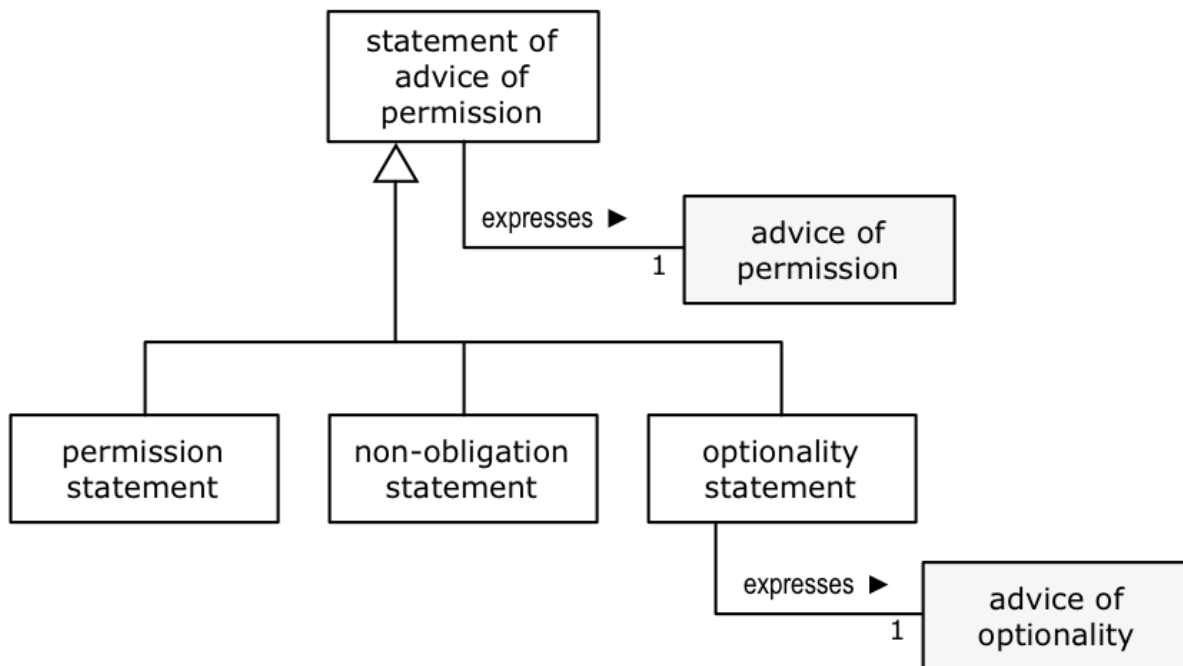 statement of
advice of
permission
expresses ►
1
advice of
permission
permission
statement
non-obligation
statement
optionality
statement
expresses ►
1
advice of
optionality